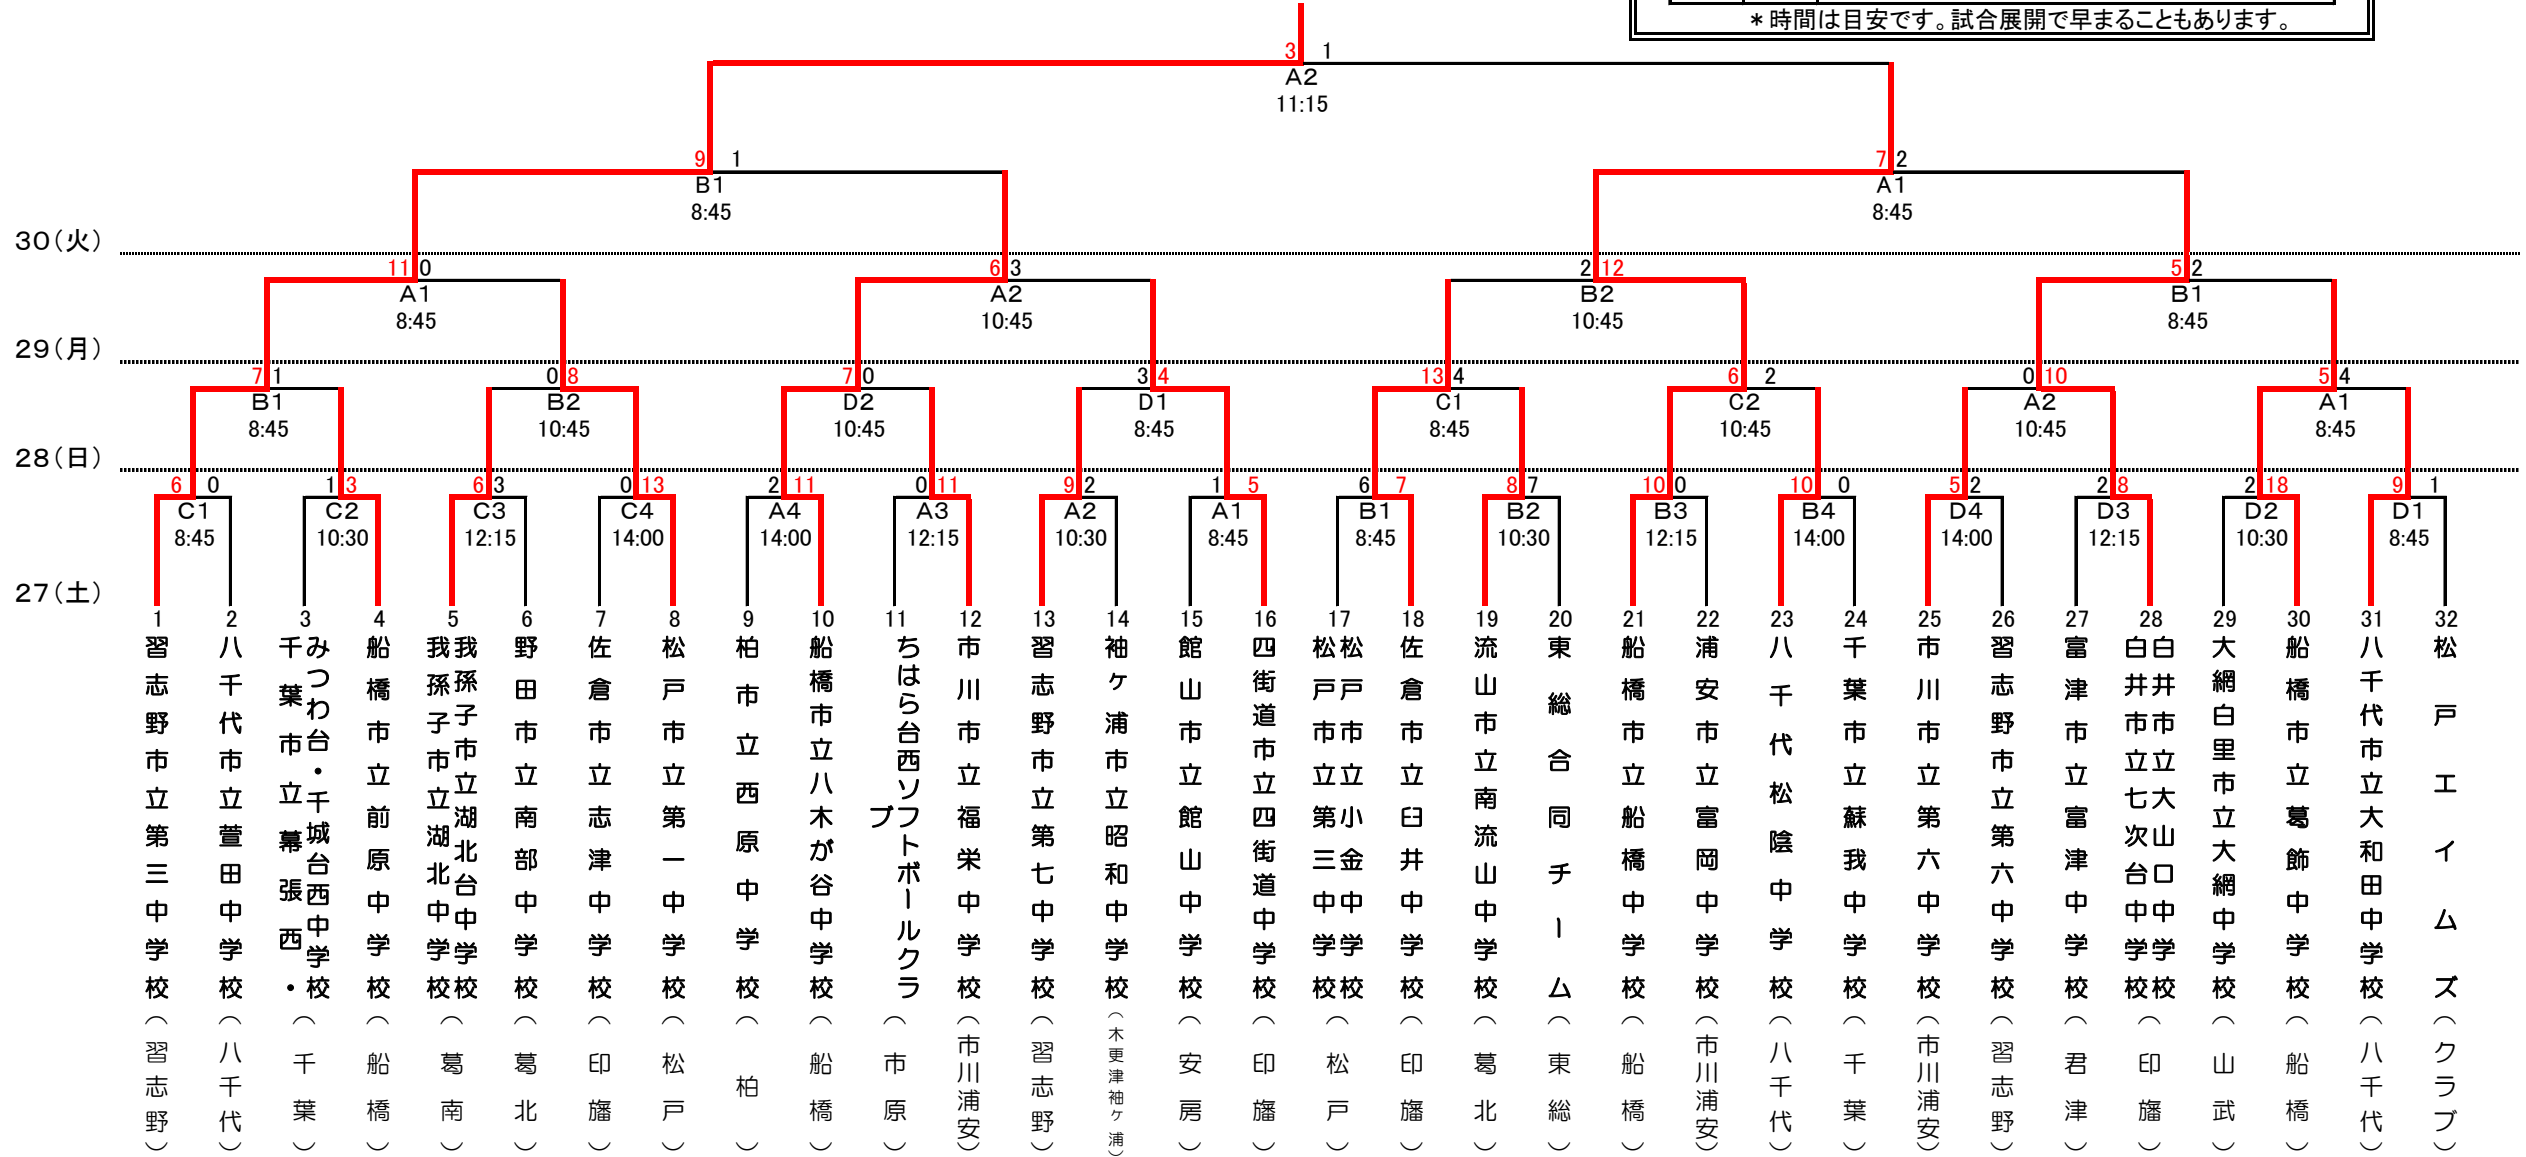 ＊時間は目安です。試合展開で早まることもあります。
3 1
A2
11:15
9 1 7 2
B1 A1
8:45 8:45
30(火)
11 0 6 3 2 12 5 2
A1 A2 B2 B1
8:45 10:45 10:45 8:45
29(月)
7 1 0 8 7 0 3 4 13 4 6 2 0 10 5 4
B1 B2 D2 D1 C1 C2 A2 A1
8:45 10:45 10:45 8:45 8:45 10:45 10:45 8:45
28(日)
6 0 1 3 6 3 0 13 2 11 0 11 9 2 1 5 6 7 8 7 10 0 10 0 5 2 2 8 2 18 9 1
C1 C2 C3 C4 A4 A3 A2 A1 B1 B2 B3 B4 D4 D3 D2 D1
8:45 10:30 12:15 14:00 14:00 12:15 10:30 8:45 8:45 10:30 12:15 14:00 14:00 12:15 10:30 8:45
27(土)
1 2 3 4 5 6 7 8 9 10 11 12 13 14 15 16 17 18 19 20 21 22 23 24 25 26 27 28 29 30 31 32
習志野市立第三中学校(習志野)
八千代市立萱田中学校(八千代)
千葉市立幕張西・
みつわ台・千城台西中学校
(千葉)
船橋市立前原中学校(船橋)
我孫子市立湖北中学校
我孫子市立湖北台中学校
(葛南)
野田市立南部中学校(葛北)
佐倉市立志津中学校(印旛)
松戸市立第一中学校(松戸)
柏市立西原中学校(柏)
船橋市立八木が谷中学校(船橋)
ちはら台西ソフトボールクラ
ブ
(市原)
市川市立福栄中学校(市川浦安)
習志野市立第七中学校(習志野)
袖ヶ浦市立昭和中学校(木更津袖ヶ浦)
館山市立館山中学校(安房)
四街道市立四街道中学校(印旛)
松戸市立第三中学校
松戸市立小金中学校
(松戸)
佐倉市立臼井中学校(印旛)
流山市立南流山中学校(葛北)
東総合同チーム(東総)
船橋市立船橋中学校(船橋)
浦安市立富岡中学校(市川浦安)
八千代松陰中学校(八千代)
千葉市立蘇我中学校(千葉)
市川市立第六中学校(市川浦安)
習志野市立第六中学校(習志野)
富津市立富津中学校(君津)
白井市立七次台中学校
白井市立大山口中学校
(印旛)
大網白里市立大網中学校(山武)
船橋市立葛飾中学校(船橋)
八千代市立大和田中学校(八千代)
松戸エイムズ(クラブ)